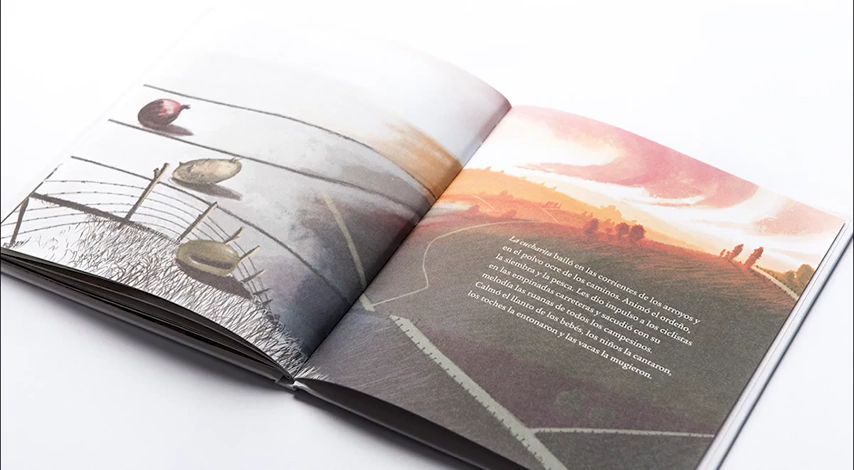 La cucharita bailó en las corrientes de los arroyos y
en el polvo ocre de los caminos. Animó el ordeño,
la siembra y la pesca. Les dio impulso a los ciclistas
en las empinadas carreteras y sacudió con su
melodía las ruanas de todos los campesinos.
Calmó el llanto de los bebés, los niños la cantaron,
los toches la entonaron y las vacas la mugieron.